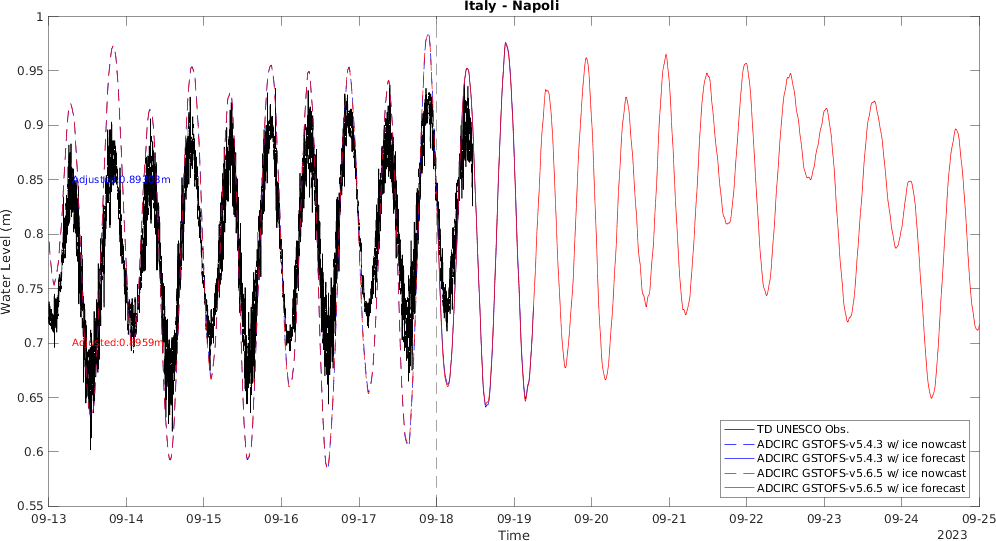 Italy - Napoli
Water Level (m)
1
0.95
0.9
0.85
0.8
0.75
0.7
0.65
0.6
0.55
Adjusted:
m
Adjusted:0.8959m
TD UNESCO Obs.
ADCIRC GSTOFS-v5.4.3 w/ ice nowcast
ADCIRC GSTOFS-v5.4.3 w/ ice forecast
ADCIRC GSTOFS-v5.6.5 w/ ice nowcast
ADCIRC GSTOFS-v5.6.5 w/ ice forecast
09-13 09-14 09-15 09-16 09-17 09-18 09-19 09-20 09-21 09-22 09-23 09-24 09-25
Time
2023